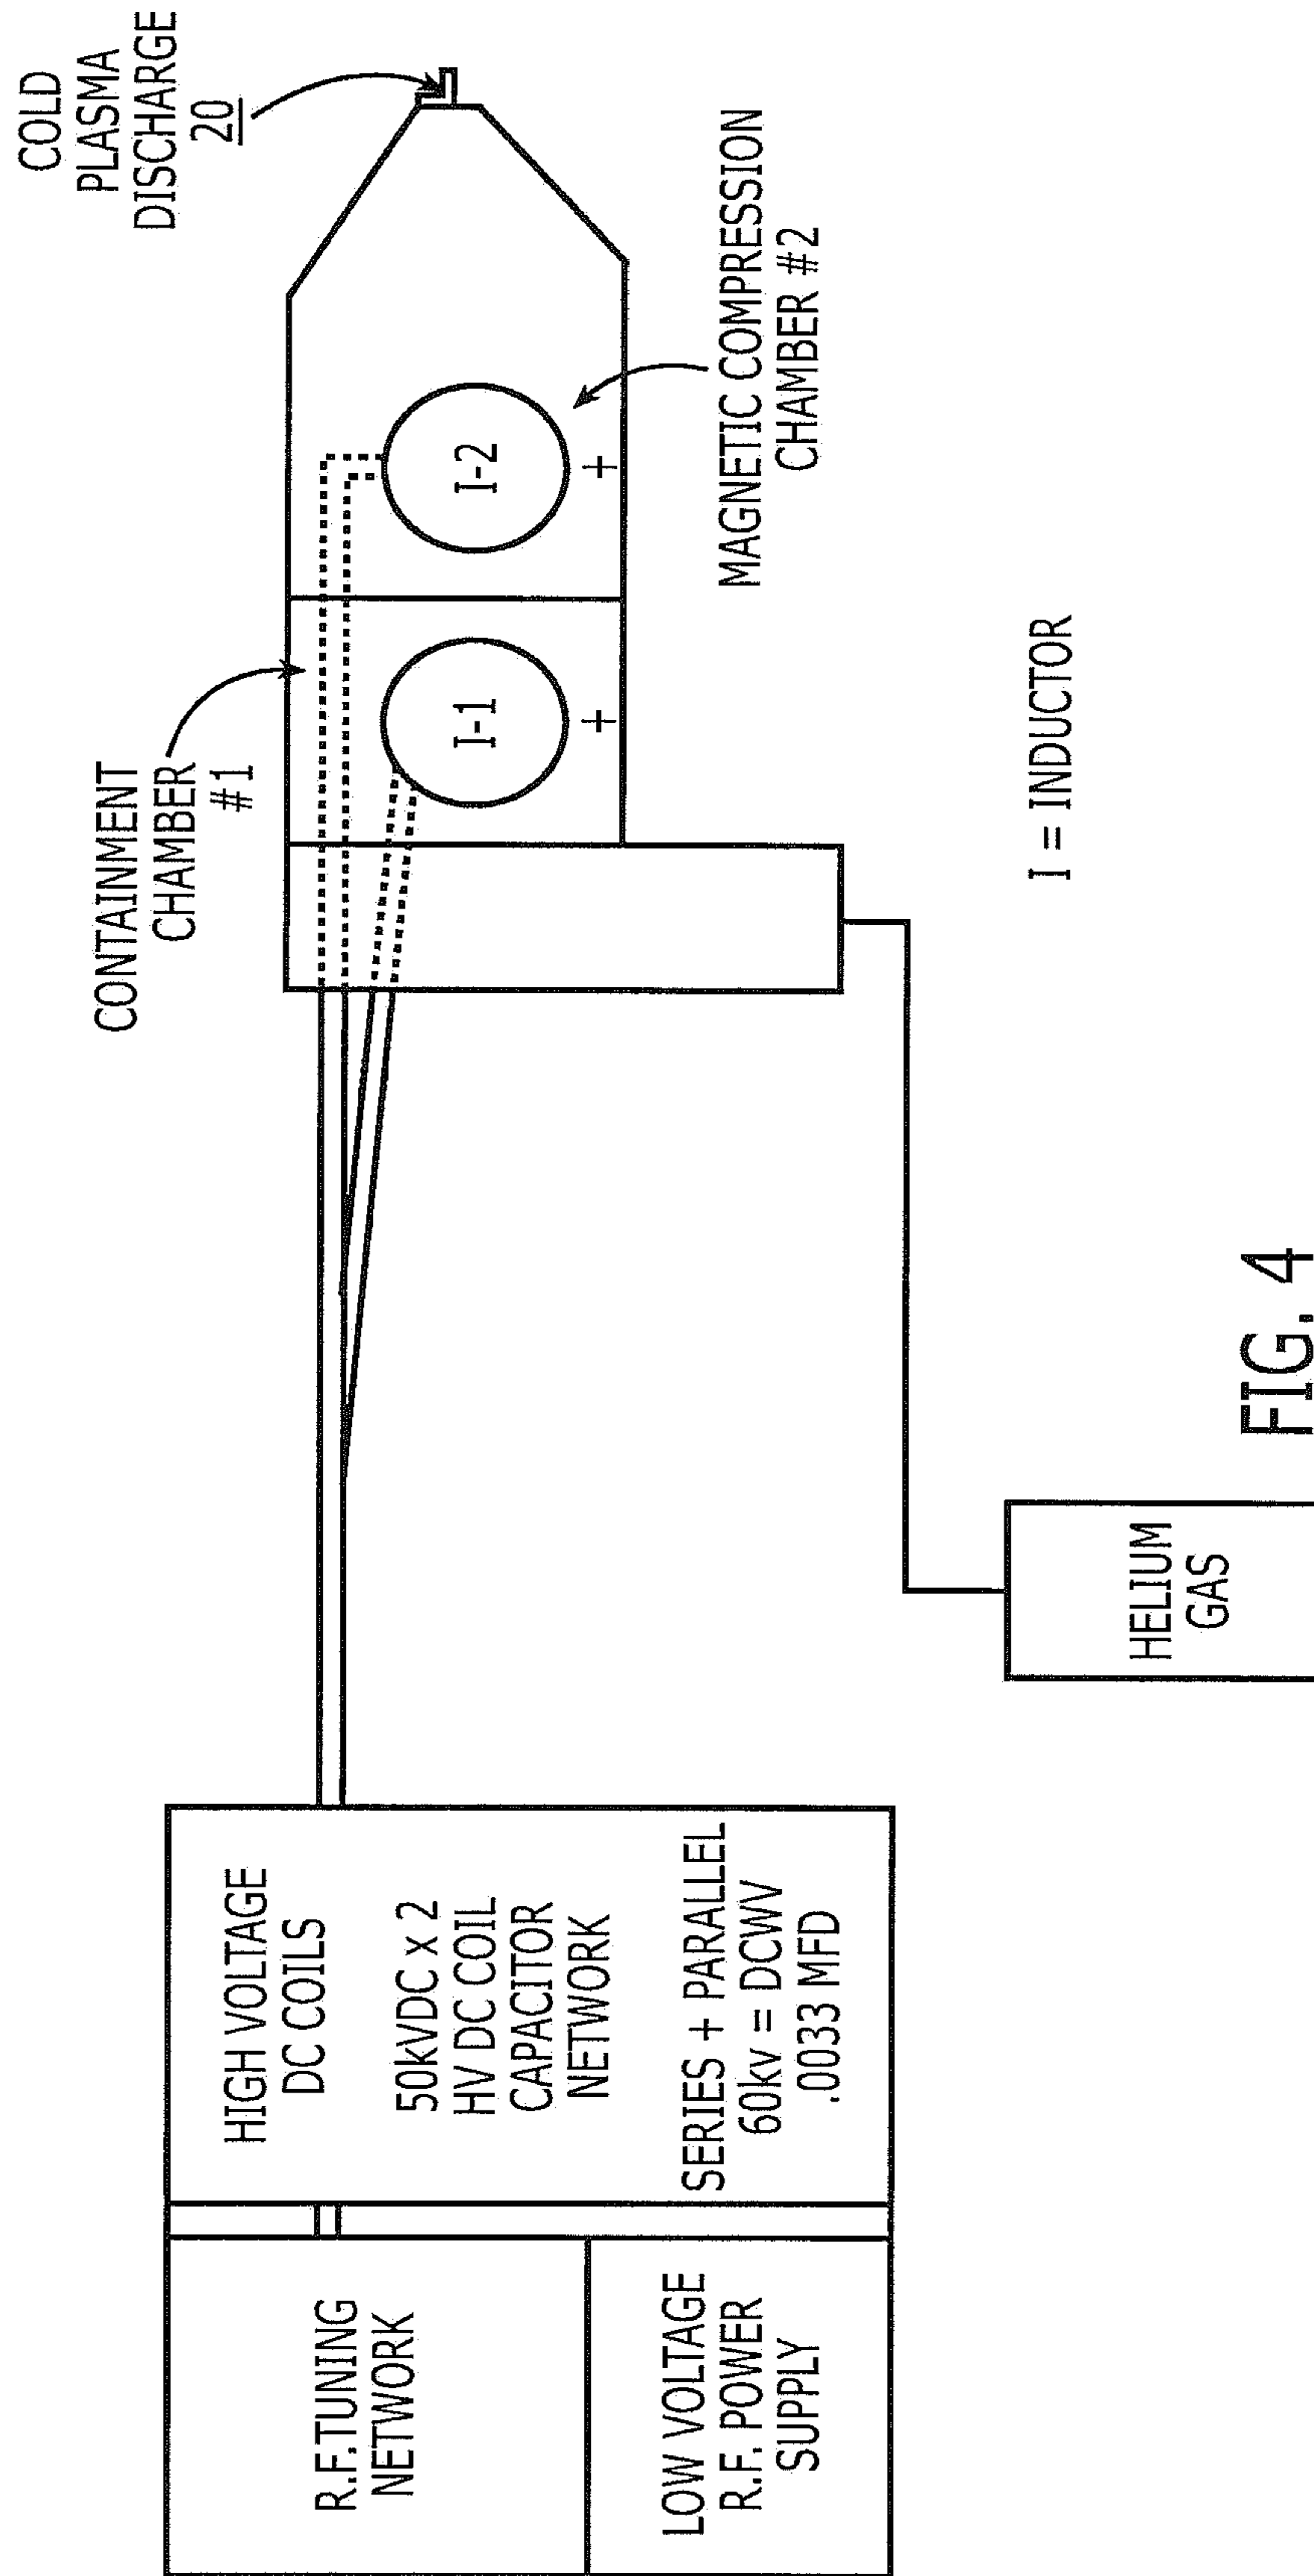 COLD
PLASMA
DISCHARGE
20
CONTAINMENT
CHAMBER
#1
I-1
I-2
+
+
MAGNETIC COMPRESSION
CHAMBER #2
I = INDUCTOR
R.F.TUNING
NETWORK
LOW VOLTAGE
R.F. POWER
SUPPLY
HIGH VOLTAGE
DC COILS
50kVDC x 2
HV DC COIL
CAPACITOR
NETWORK
SERIES + PARALLEL
60kv = DCWV
.0033 MFD
HELIUM
GAS
FIG. 4